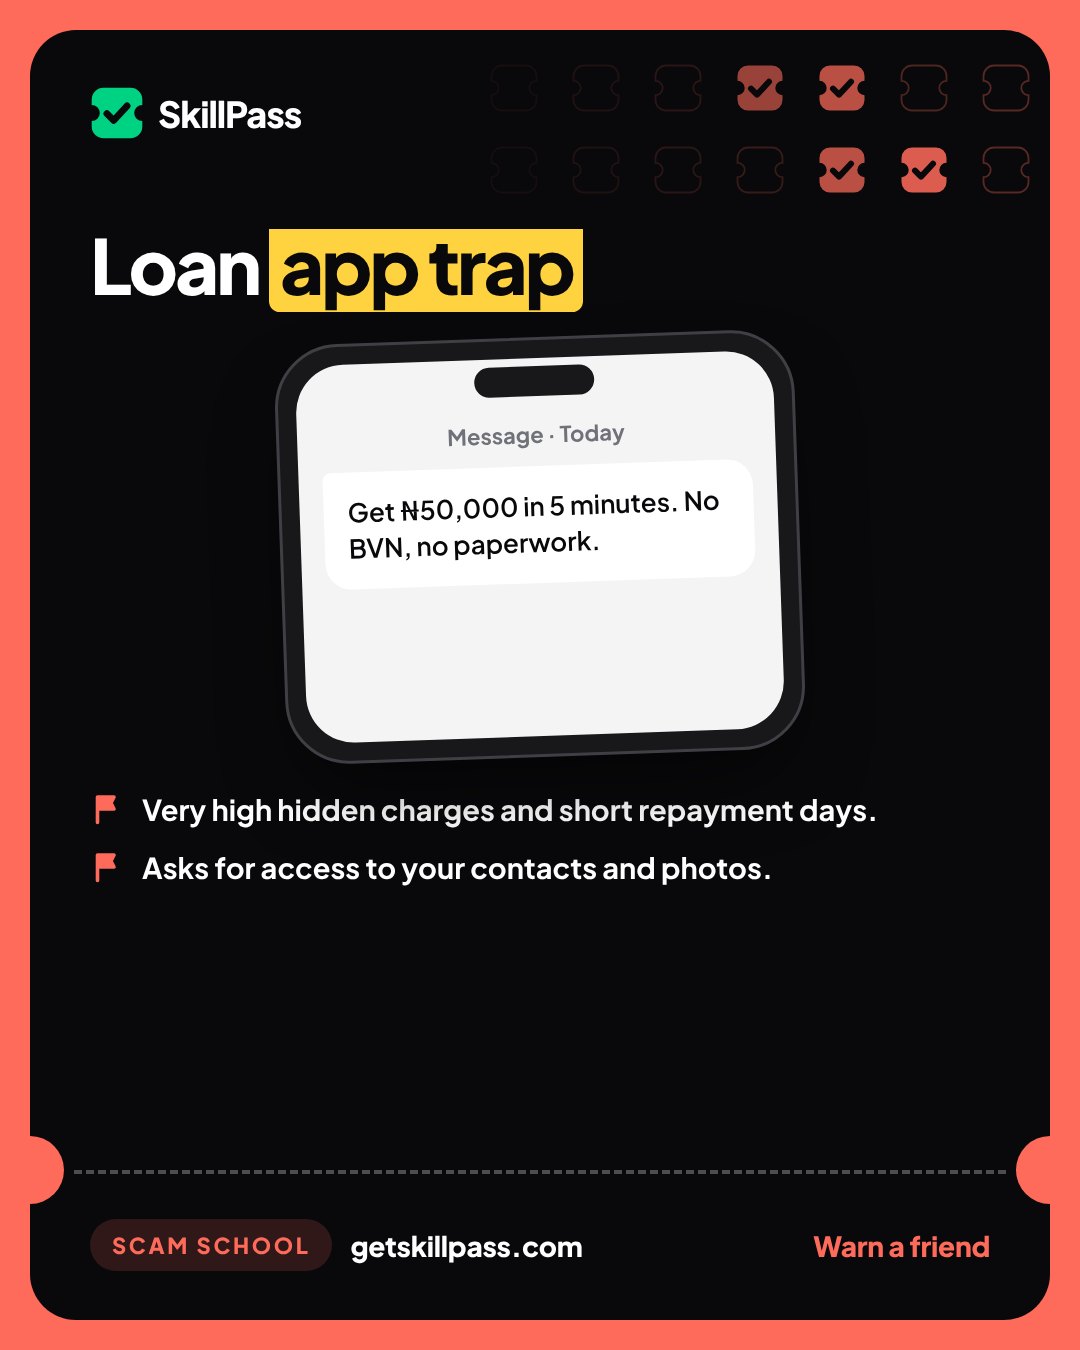 SkillPass
Loan app trap
Message · Today
Get ₦50,000 in 5 minutes. No
BVN, no paperwork.
Very high hidden charges and short repayment days.
Asks for access to your contacts and photos.
SCAM SCHOOL getskillpass.com Warn a friend